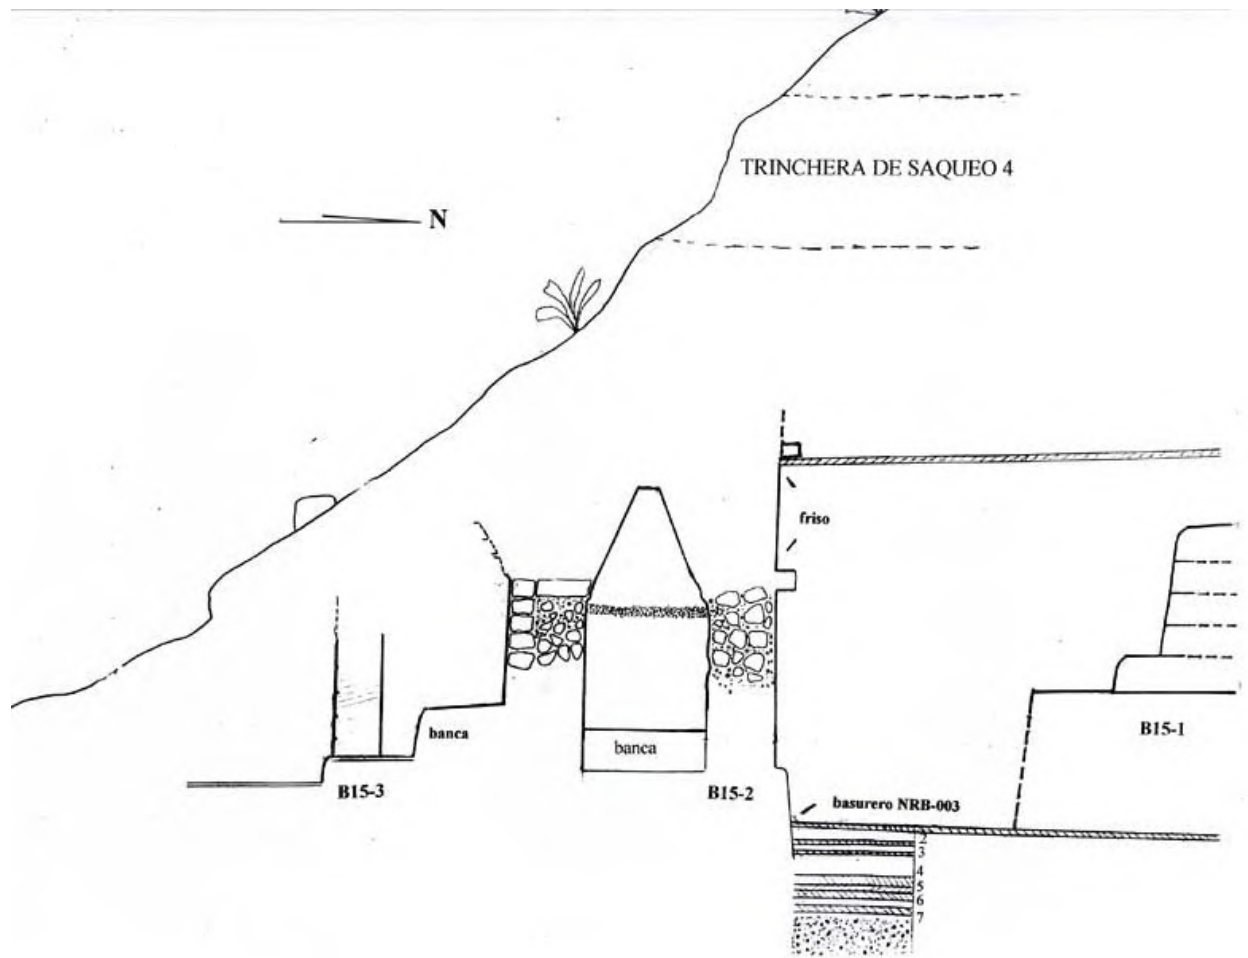 TRINCHERA DE SAQUEO 4
N
friso
banca
banca
B15-1
B15-3
B15-2
basurero NRB-003
2
3
4
5
6
7